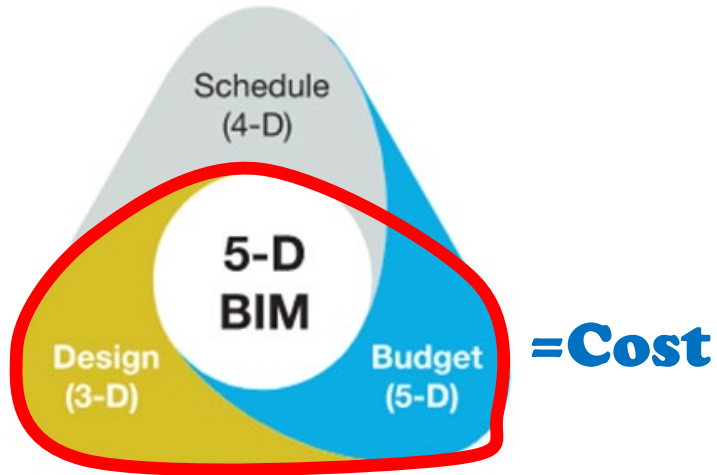 Schedule
(4-D)
5-D
BIM
Design
(3-D)
Budget
(5-D)
=Cost